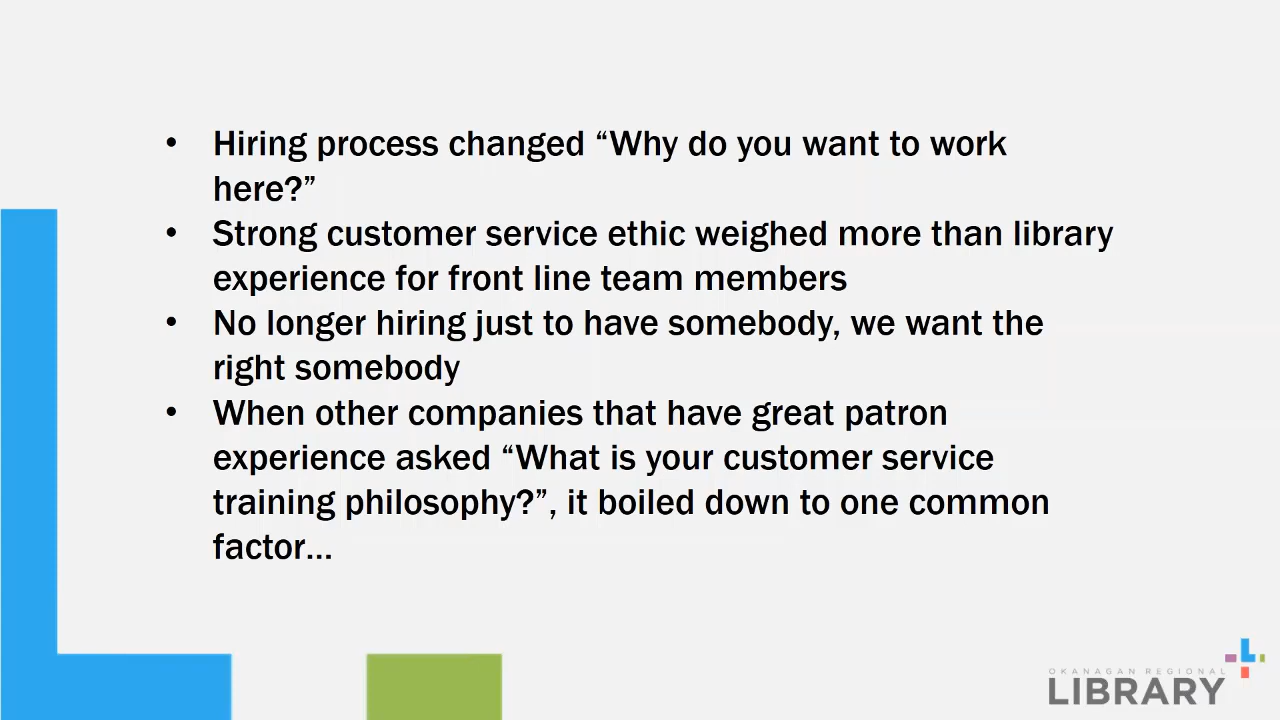 • Hiring process changed “Why do you want to work
here?”
• Strong customer service ethic weighed more than library
experience for front line team members
• No longer hiring just to have somebody, we want the
right somebody
• When other companies that have great patron
experience asked “What is your customer service
training philosophy?”, it boiled down to one common
factor...
OKANAGAN REGIONAL
LIBRARY